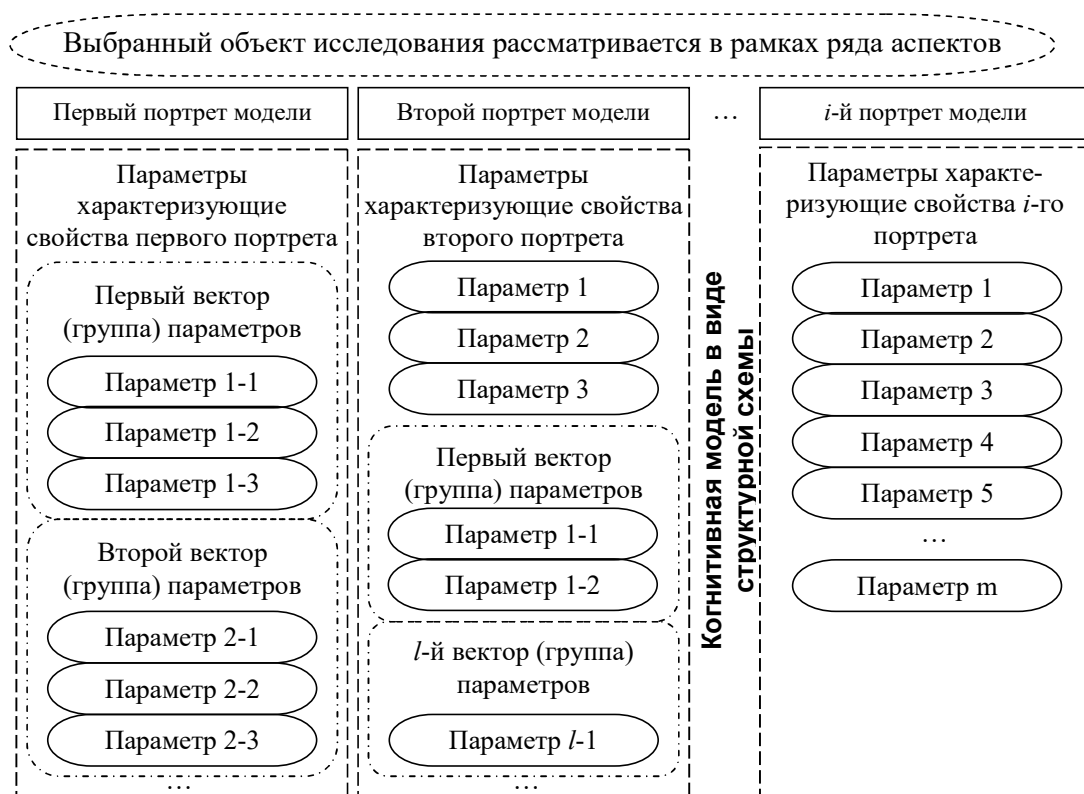 Выбранный объект исследования рассматривается в рамках ряда аспектов
Первый портрет модели
Второй портрет модели
…
i-й портрет модели
Параметры
характеризующие
свойства первого портрета
Первый вектор
(группа) параметров
Параметр 1-1
Параметр 1-2
Параметр 1-3
Второй вектор
(группа) параметров
Параметр 2-1
Параметр 2-2
Параметр 2-3
…
Параметры
характеризующие свойства
второго портрета
Параметр 1
Параметр 2
Параметр 3
Первый вектор
(группа) параметров
Параметр 1-1
Параметр 1-2
l-й вектор (группа)
параметров
Параметр l-1
…
Когнитивная модель в виде
структурной схемы
Параметры характе-
ризующие свойства i-го
портрета
Параметр 1
Параметр 2
Параметр 3
Параметр 4
Параметр 5
…
Параметр m